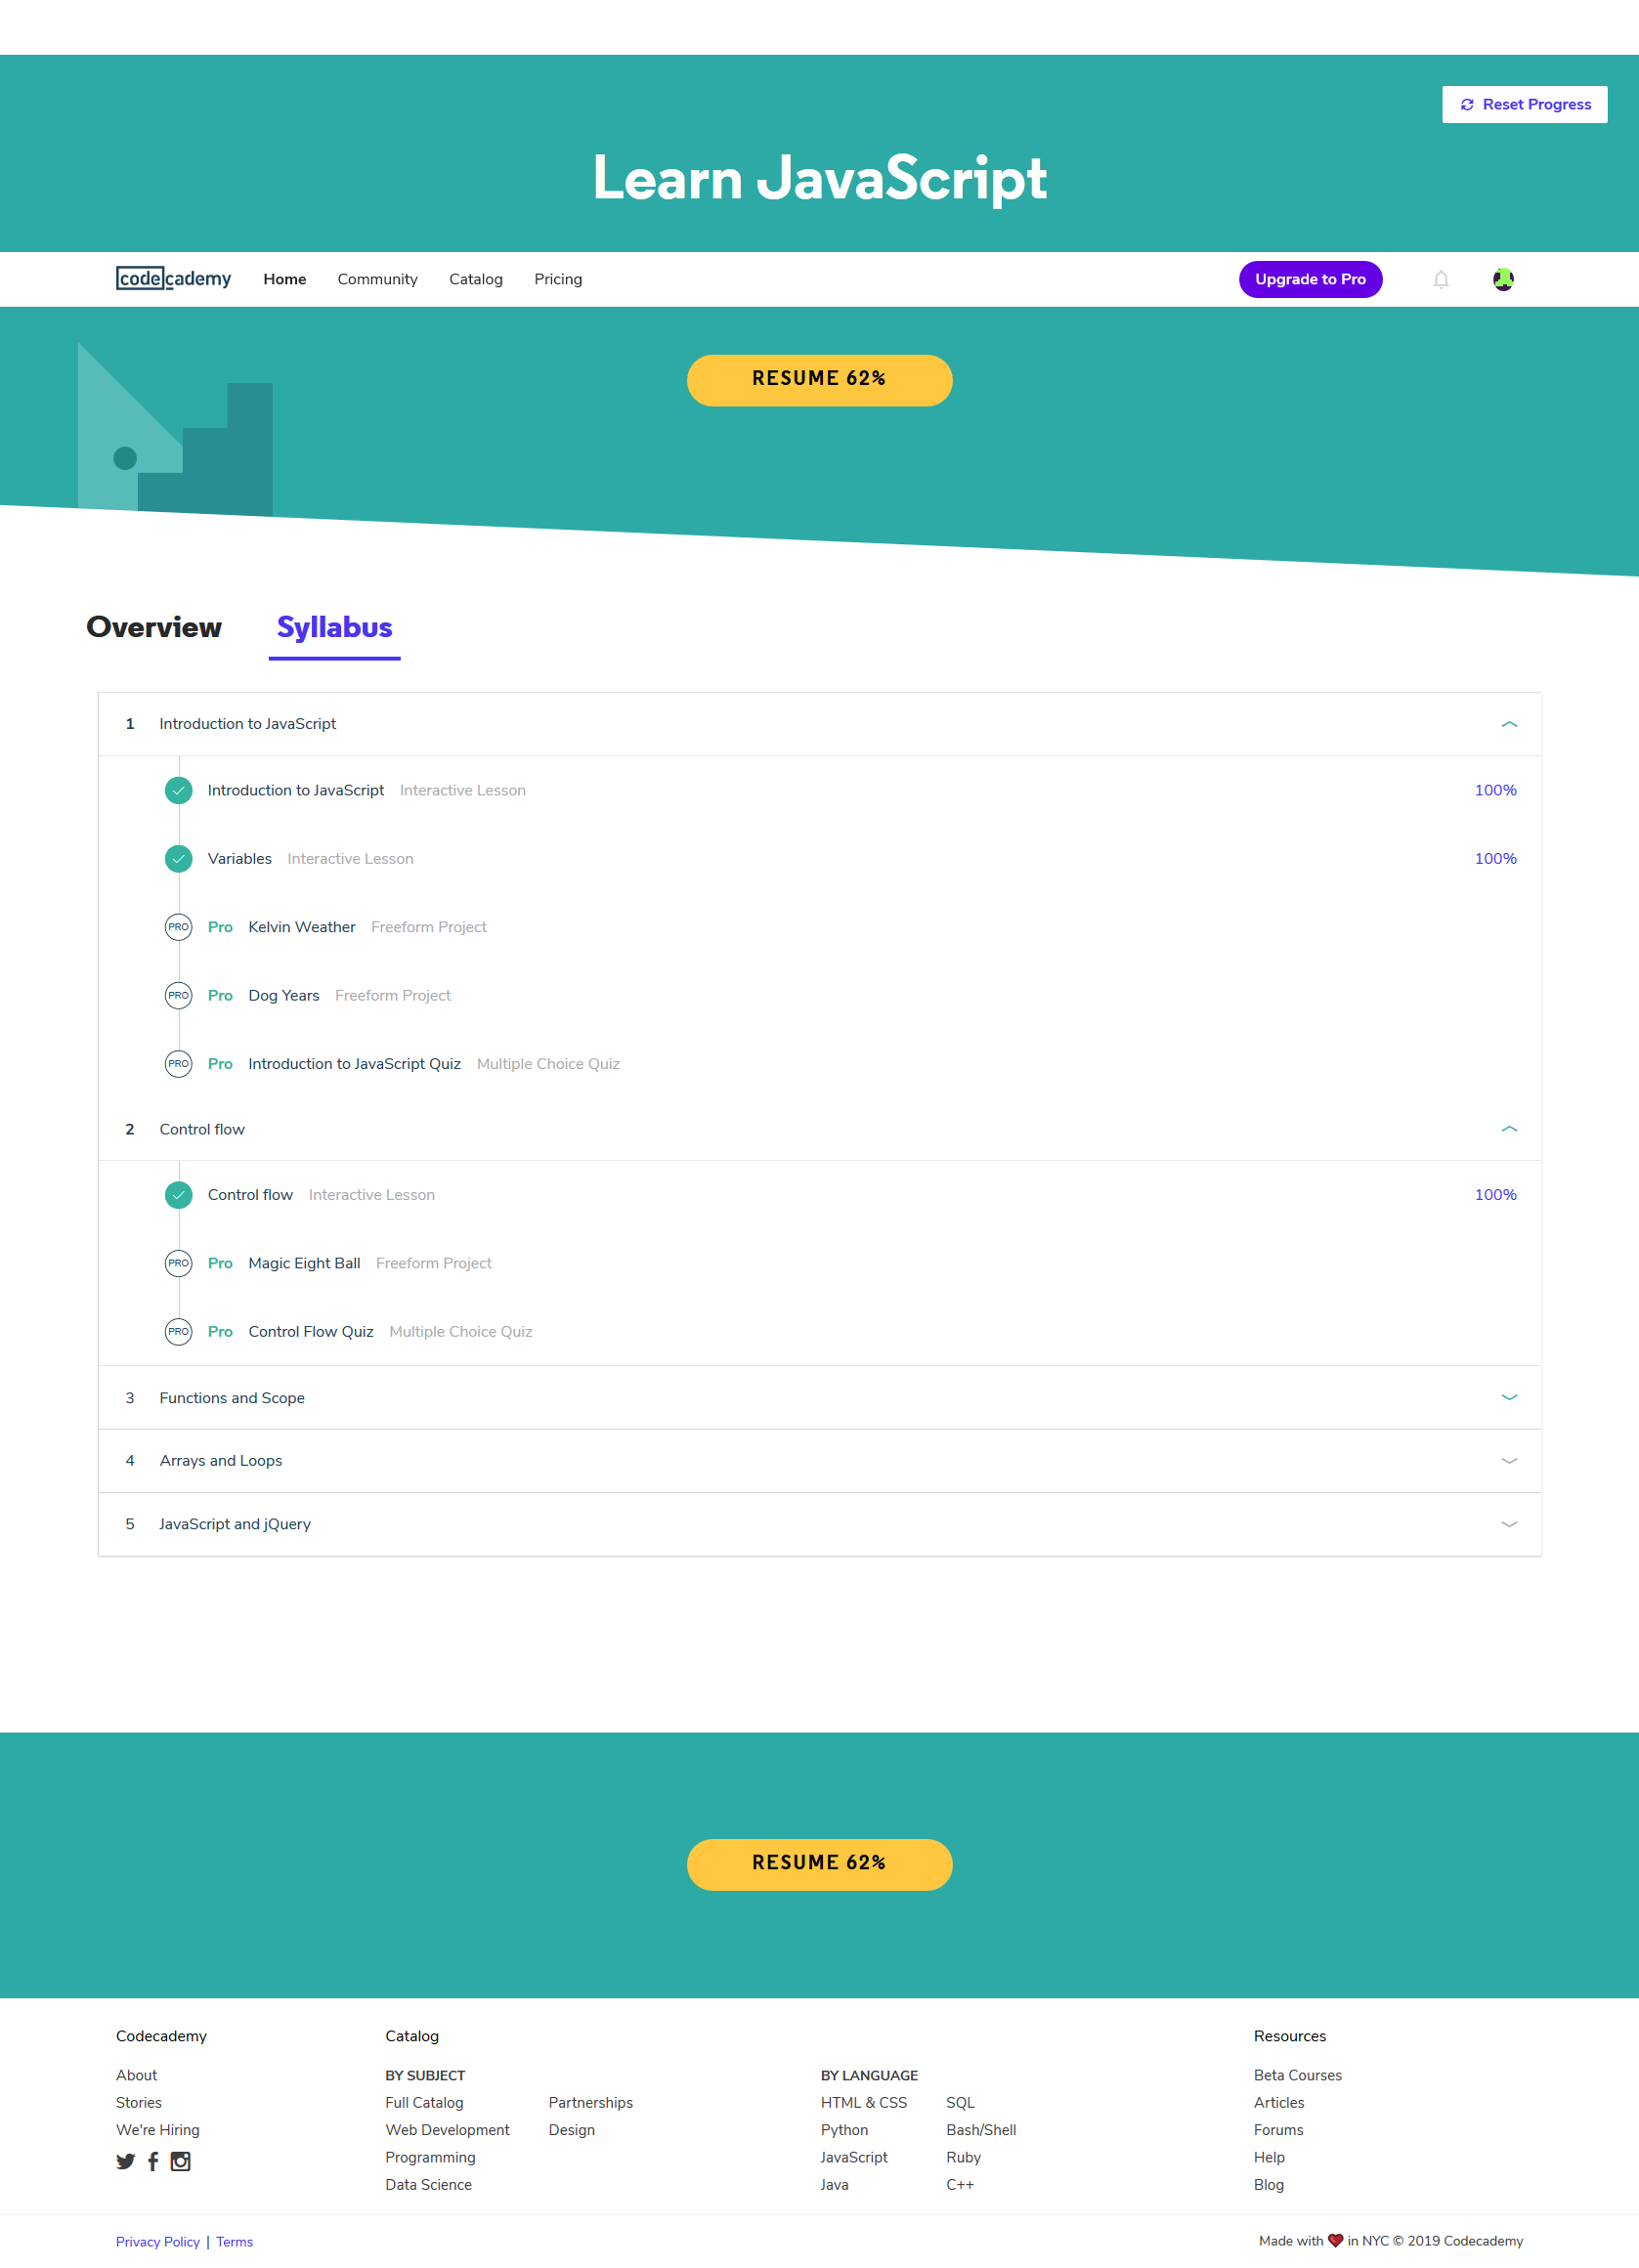 Reset Progress
Learn JavaScript
codecademy Home Community Catalog Pricing Upgrade to Pro
RESUME 62%
Overview Syllabus
1 Introduction to JavaScript
Introduction to JavaScript Interactive Lesson 100%
Variables Interactive Lesson 100%
PRO Pro Kelvin Weather Freeform Project
PRO Pro Dog Years Freeform Project
PRO Pro Introduction to JavaScript Quiz Multiple Choice Quiz
2 Control flow
Control flow Interactive Lesson 100%
PRO Pro Magic Eight Ball Freeform Project
PRO Pro Control Flow Quiz Multiple Choice Quiz
3 Functions and Scope
4 Arrays and Loops
5 JavaScript and jQuery
RESUME 62%
Codecademy Catalog Resources
About BY SUBJECT BY LANGUAGE Beta Courses
Stories Full Catalog Partnerships HTML & CSS SQL Articles
We're Hiring Web Development Design Python Bash/Shell Forums
Programming JavaScript Ruby Help
Data Science Java C++ Blog
Privacy Policy | Terms Made with ❤ in NYC © 2019 Codecademy